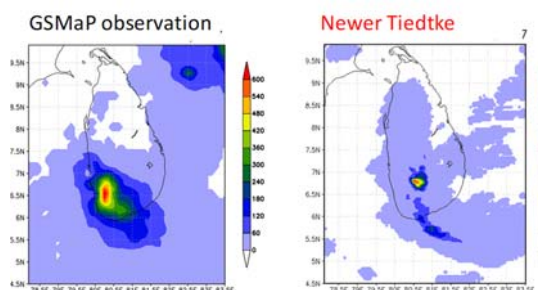 GSMaP observation
Newer Tiedtke
7
9.5N
9N
8.5N
8N
7.5N
7N
6.5N
6N
5.5N
5N
4.5N
600
540
480
420
360
300
240
180
120
60
0
9.5N
9N
8.5N
8N
7.5N
7N
6.5N
6N
5.5N
5N
4.5N